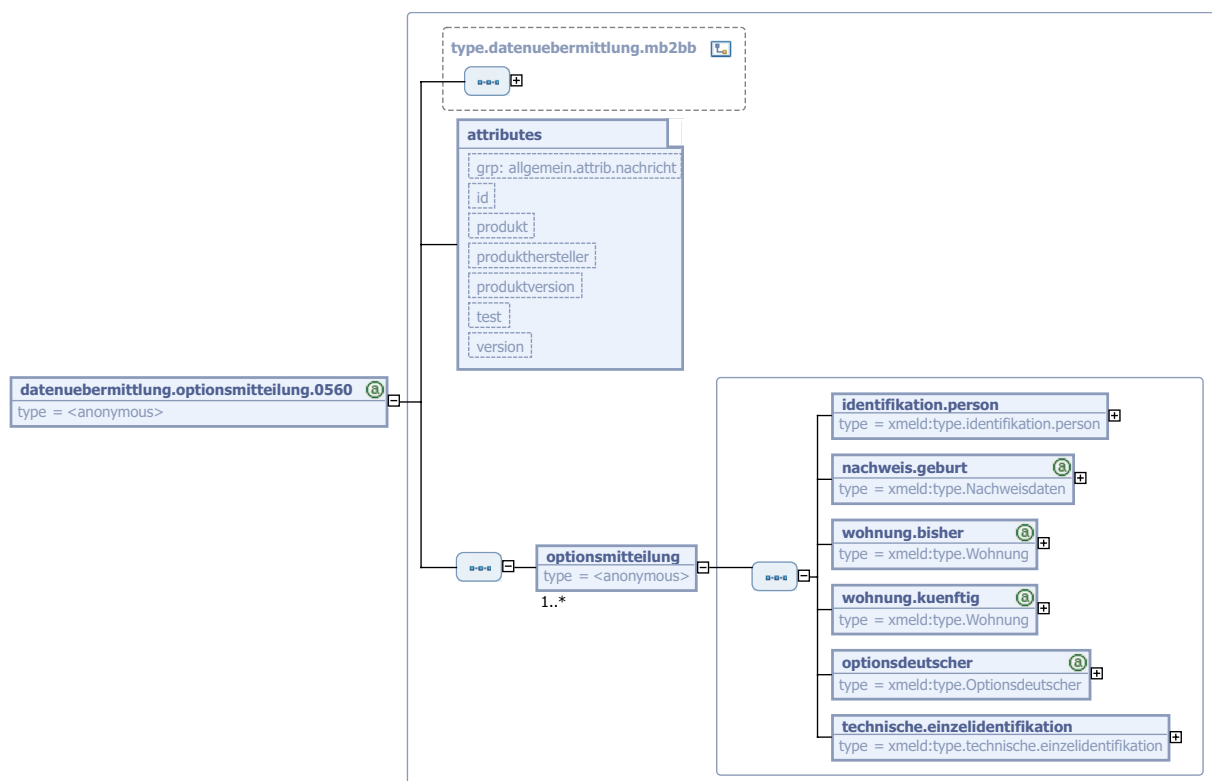 type.datenuebermittlung.mb2bb
attributes
grp: allgemein.attrib.nachricht
id
produkt
produkthersteller
produktversion
test
version
datenuebermittlung.optionsmitteilung.0560 a
type = <anonymous>
optionsmitteilung
type = <anonymous>
1..*
identifikation.person
type = xmeld:type.identifikation.person
nachweis.geburt a
type = xmeld:type.Nachweisdaten
wohnung.bisher a
type = xmeld:type.Wohnung
wohnung.kuenftig a
type = xmeld:type.Wohnung
optionsdeutscher a
type = xmeld:type.Optionsdeutscher
technische.einzelidentifikation
type = xmeld:type.technische.einzelidentifikation